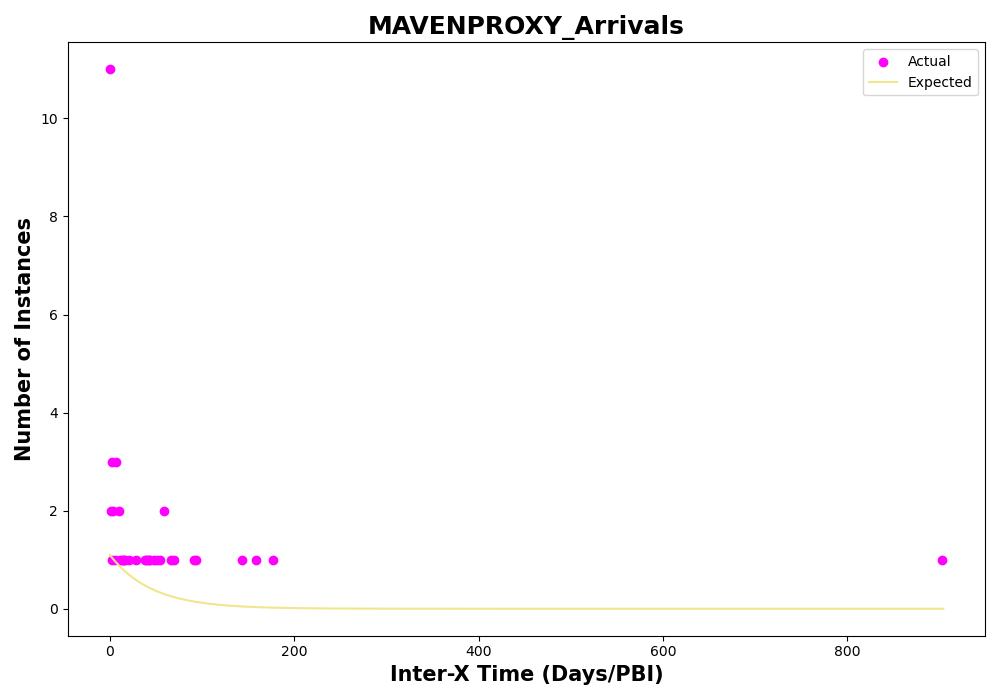 MAVENPROXY_Arrivals
Actual
Expected
10
8
6
4
2
0
Number of Instances
0 200 400 600 800
Inter-X Time (Days/PBI)